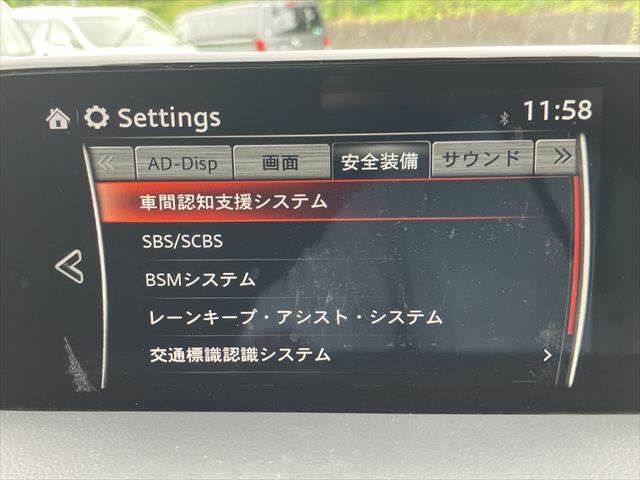 Settings 11:58
AD-Disp 画面 安全装備 サウンド
車間認知支援システム
SBS/SCBS
BSMシステム
レーンキープ・アシスト・システム
交通標識認識システム